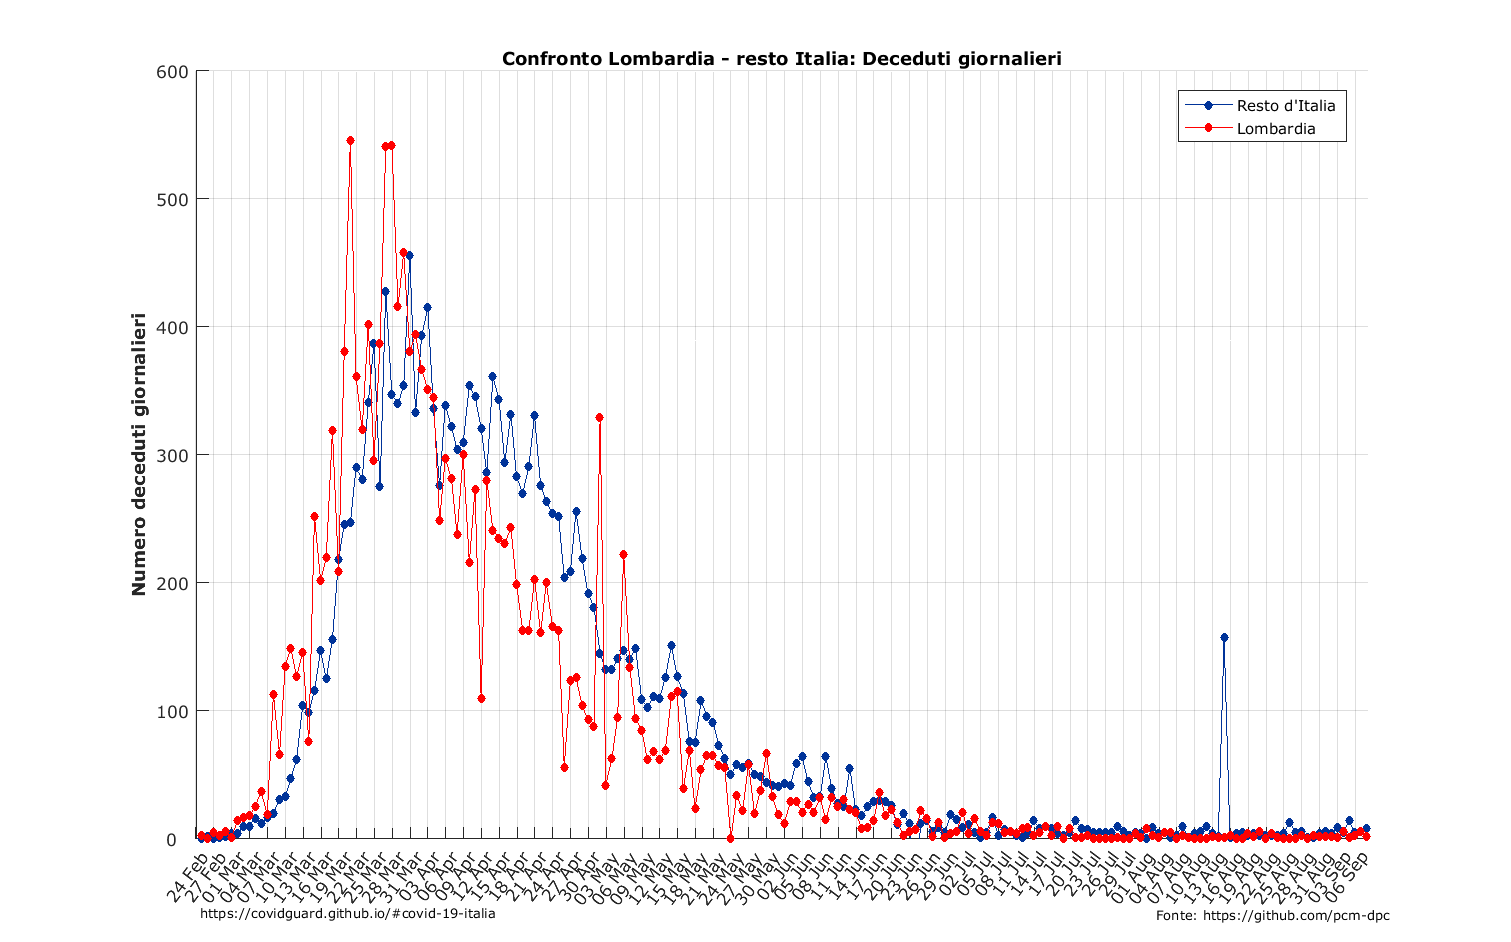 Confronto Lombardia - resto Italia: Deceduti giornalieri
Resto d'Italia
Lombardia
Numero deceduti giornalieri
600
500
400
300
200
100
0
24 Feb
27 Feb
01 Mar
04 Mar
07 Mar
10 Mar
13 Mar
16 Mar
19 Mar
22 Mar
25 Mar
28 Mar
31 Mar
03 Apr
06 Apr
09 Apr
12 Apr
15 Apr
18 Apr
21 Apr
24 Apr
27 Apr
30 Apr
03 May
06 May
09 May
12 May
15 May
18 May
21 May
24 May
27 May
30 May
02 Jun
05 Jun
08 Jun
11 Jun
14 Jun
17 Jun
20 Jun
23 Jun
26 Jun
29 Jun
02 Jul
05 Jul
08 Jul
11 Jul
14 Jul
17 Jul
20 Jul
23 Jul
26 Jul
29 Jul
01 Aug
04 Aug
07 Aug
10 Aug
13 Aug
16 Aug
19 Aug
22 Aug
25 Aug
28 Aug
31 Aug
03 Sep
06 Sep
https://covidguard.github.io/#covid-19-italia
Fonte: https://github.com/pcm-dpc